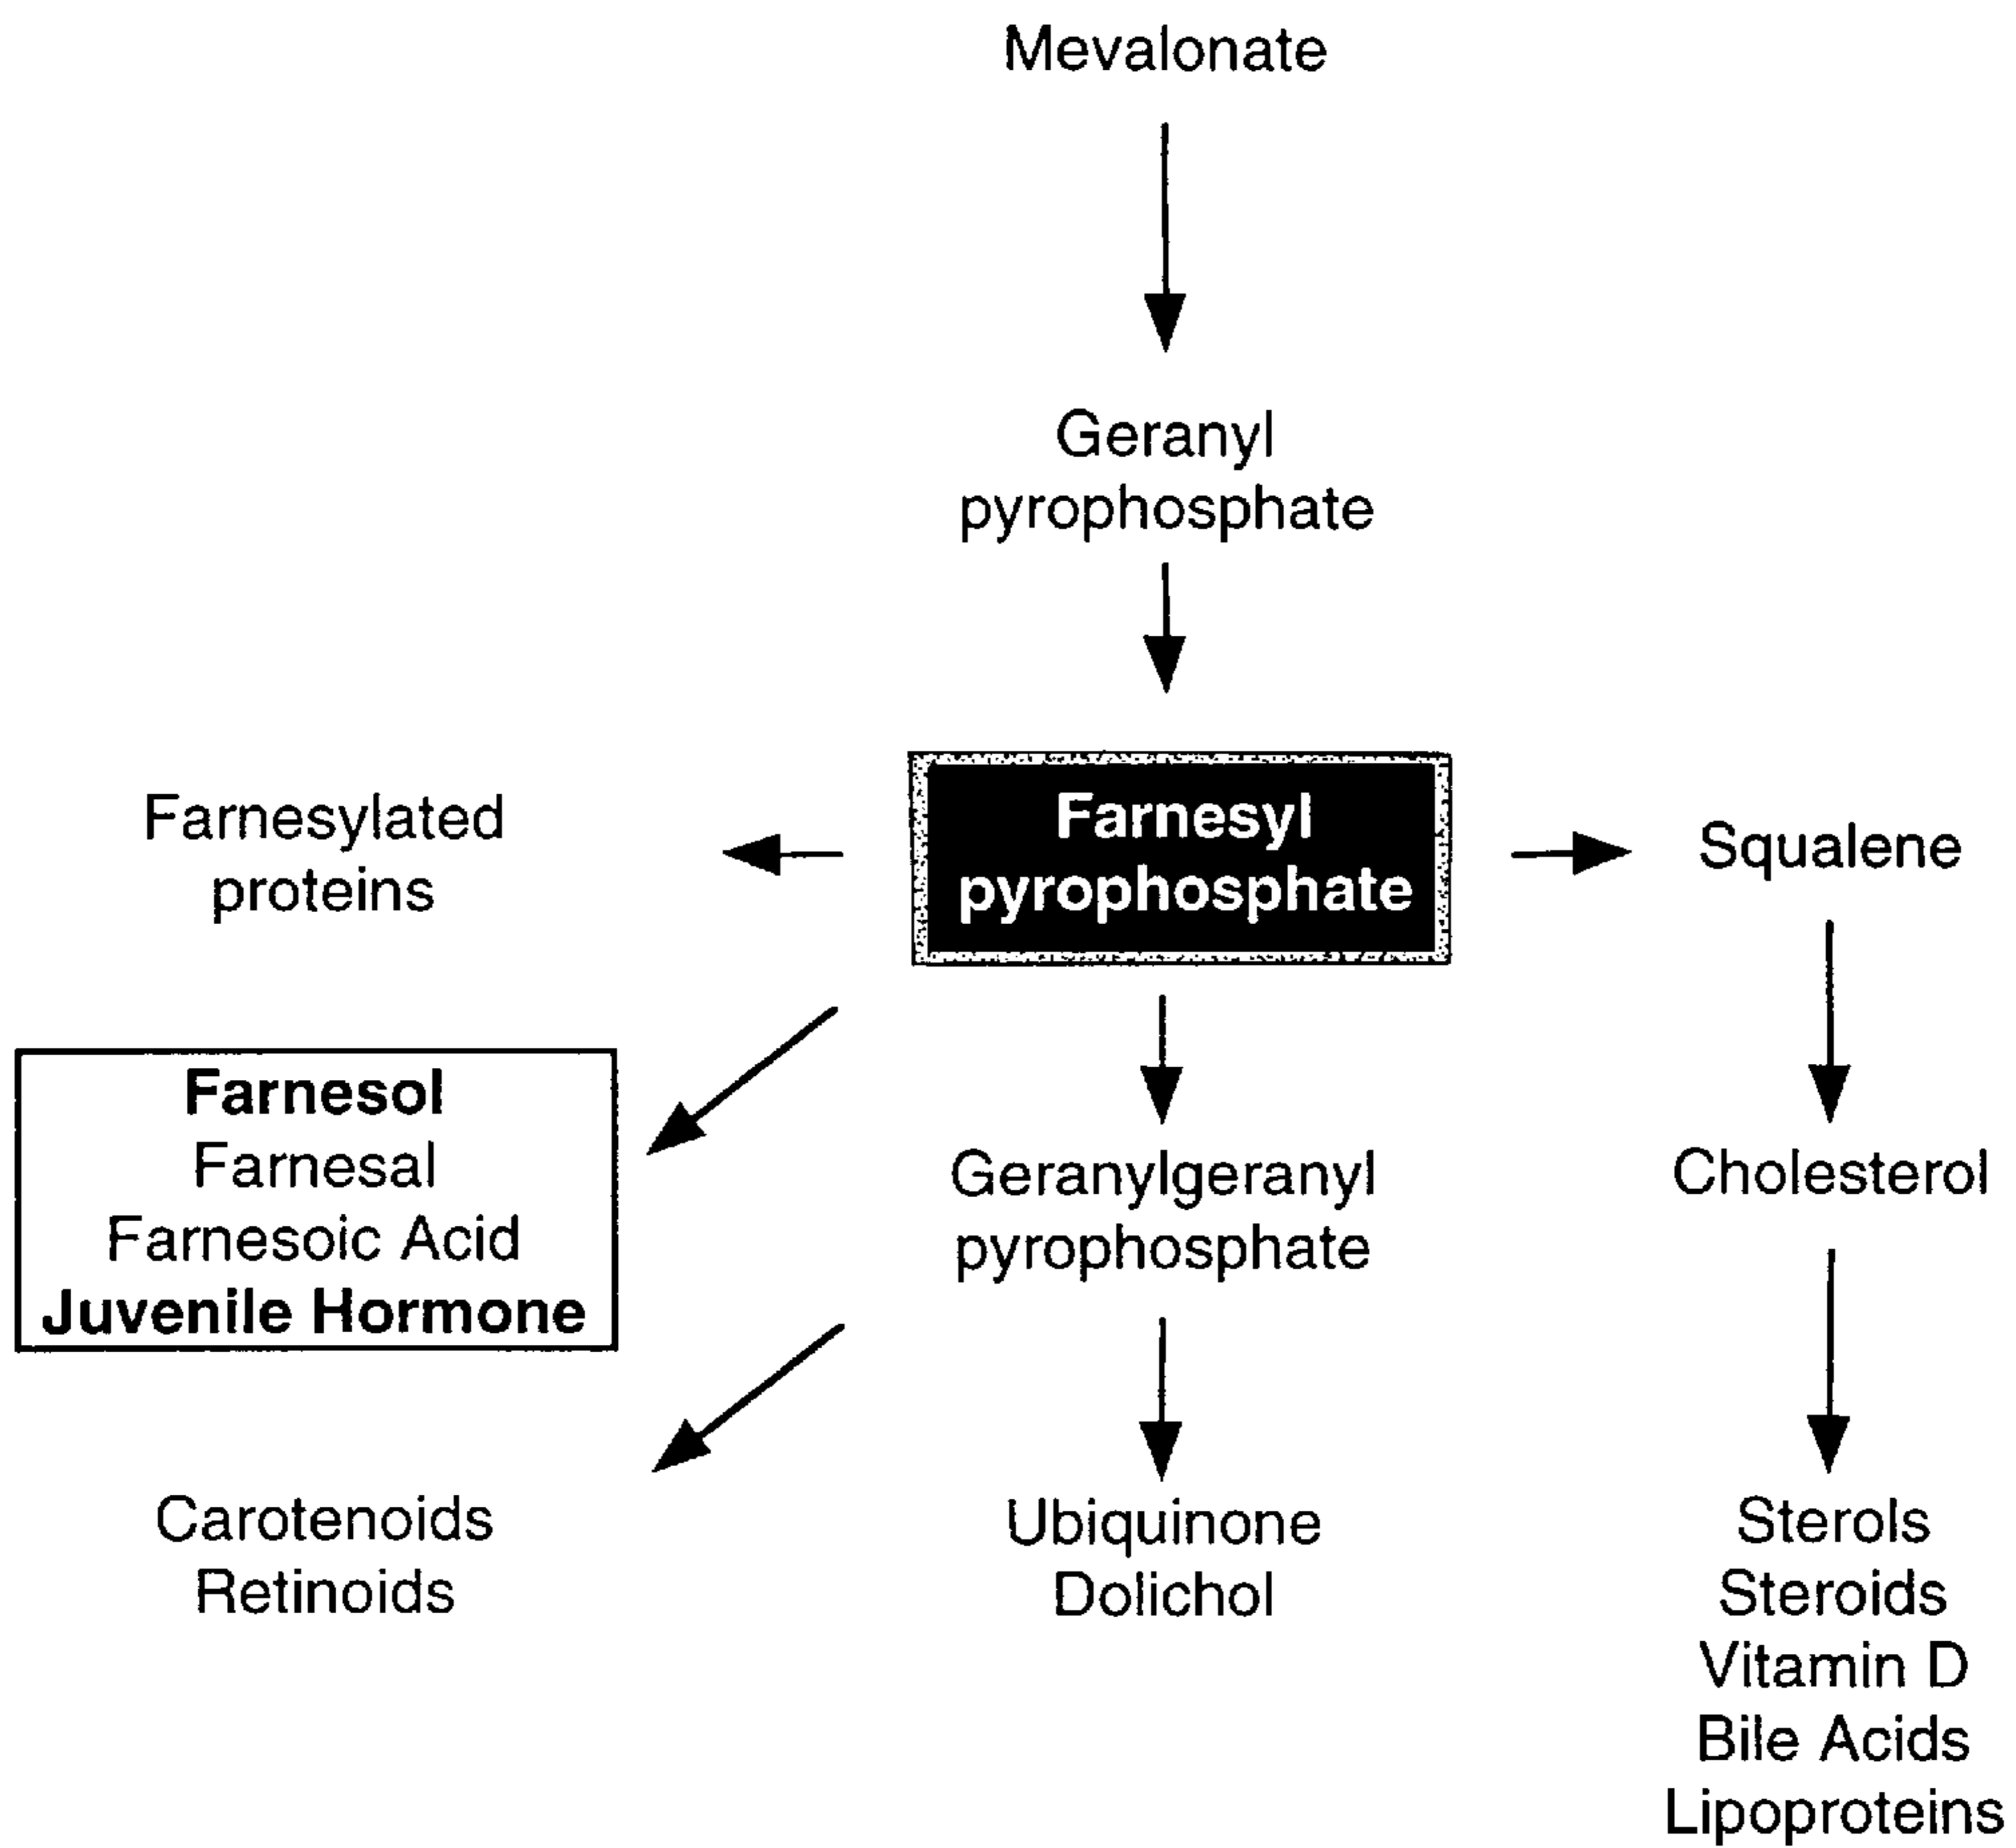 Mevalonate
Geranyl
pyrophosphate
Farnesylated
proteins
Farnesyl
pyrophosphate
Squalene
Farnesol
Farnesal
Farnesoic Acid
Juvenile Hormone
Geranylgeranyl
pyrophosphate
Cholesterol
Carotenoids
Retinoids
Ubiquinone
Dolichol
Sterols
Steroids
Vitamin D
Bile Acids
Lipoproteins